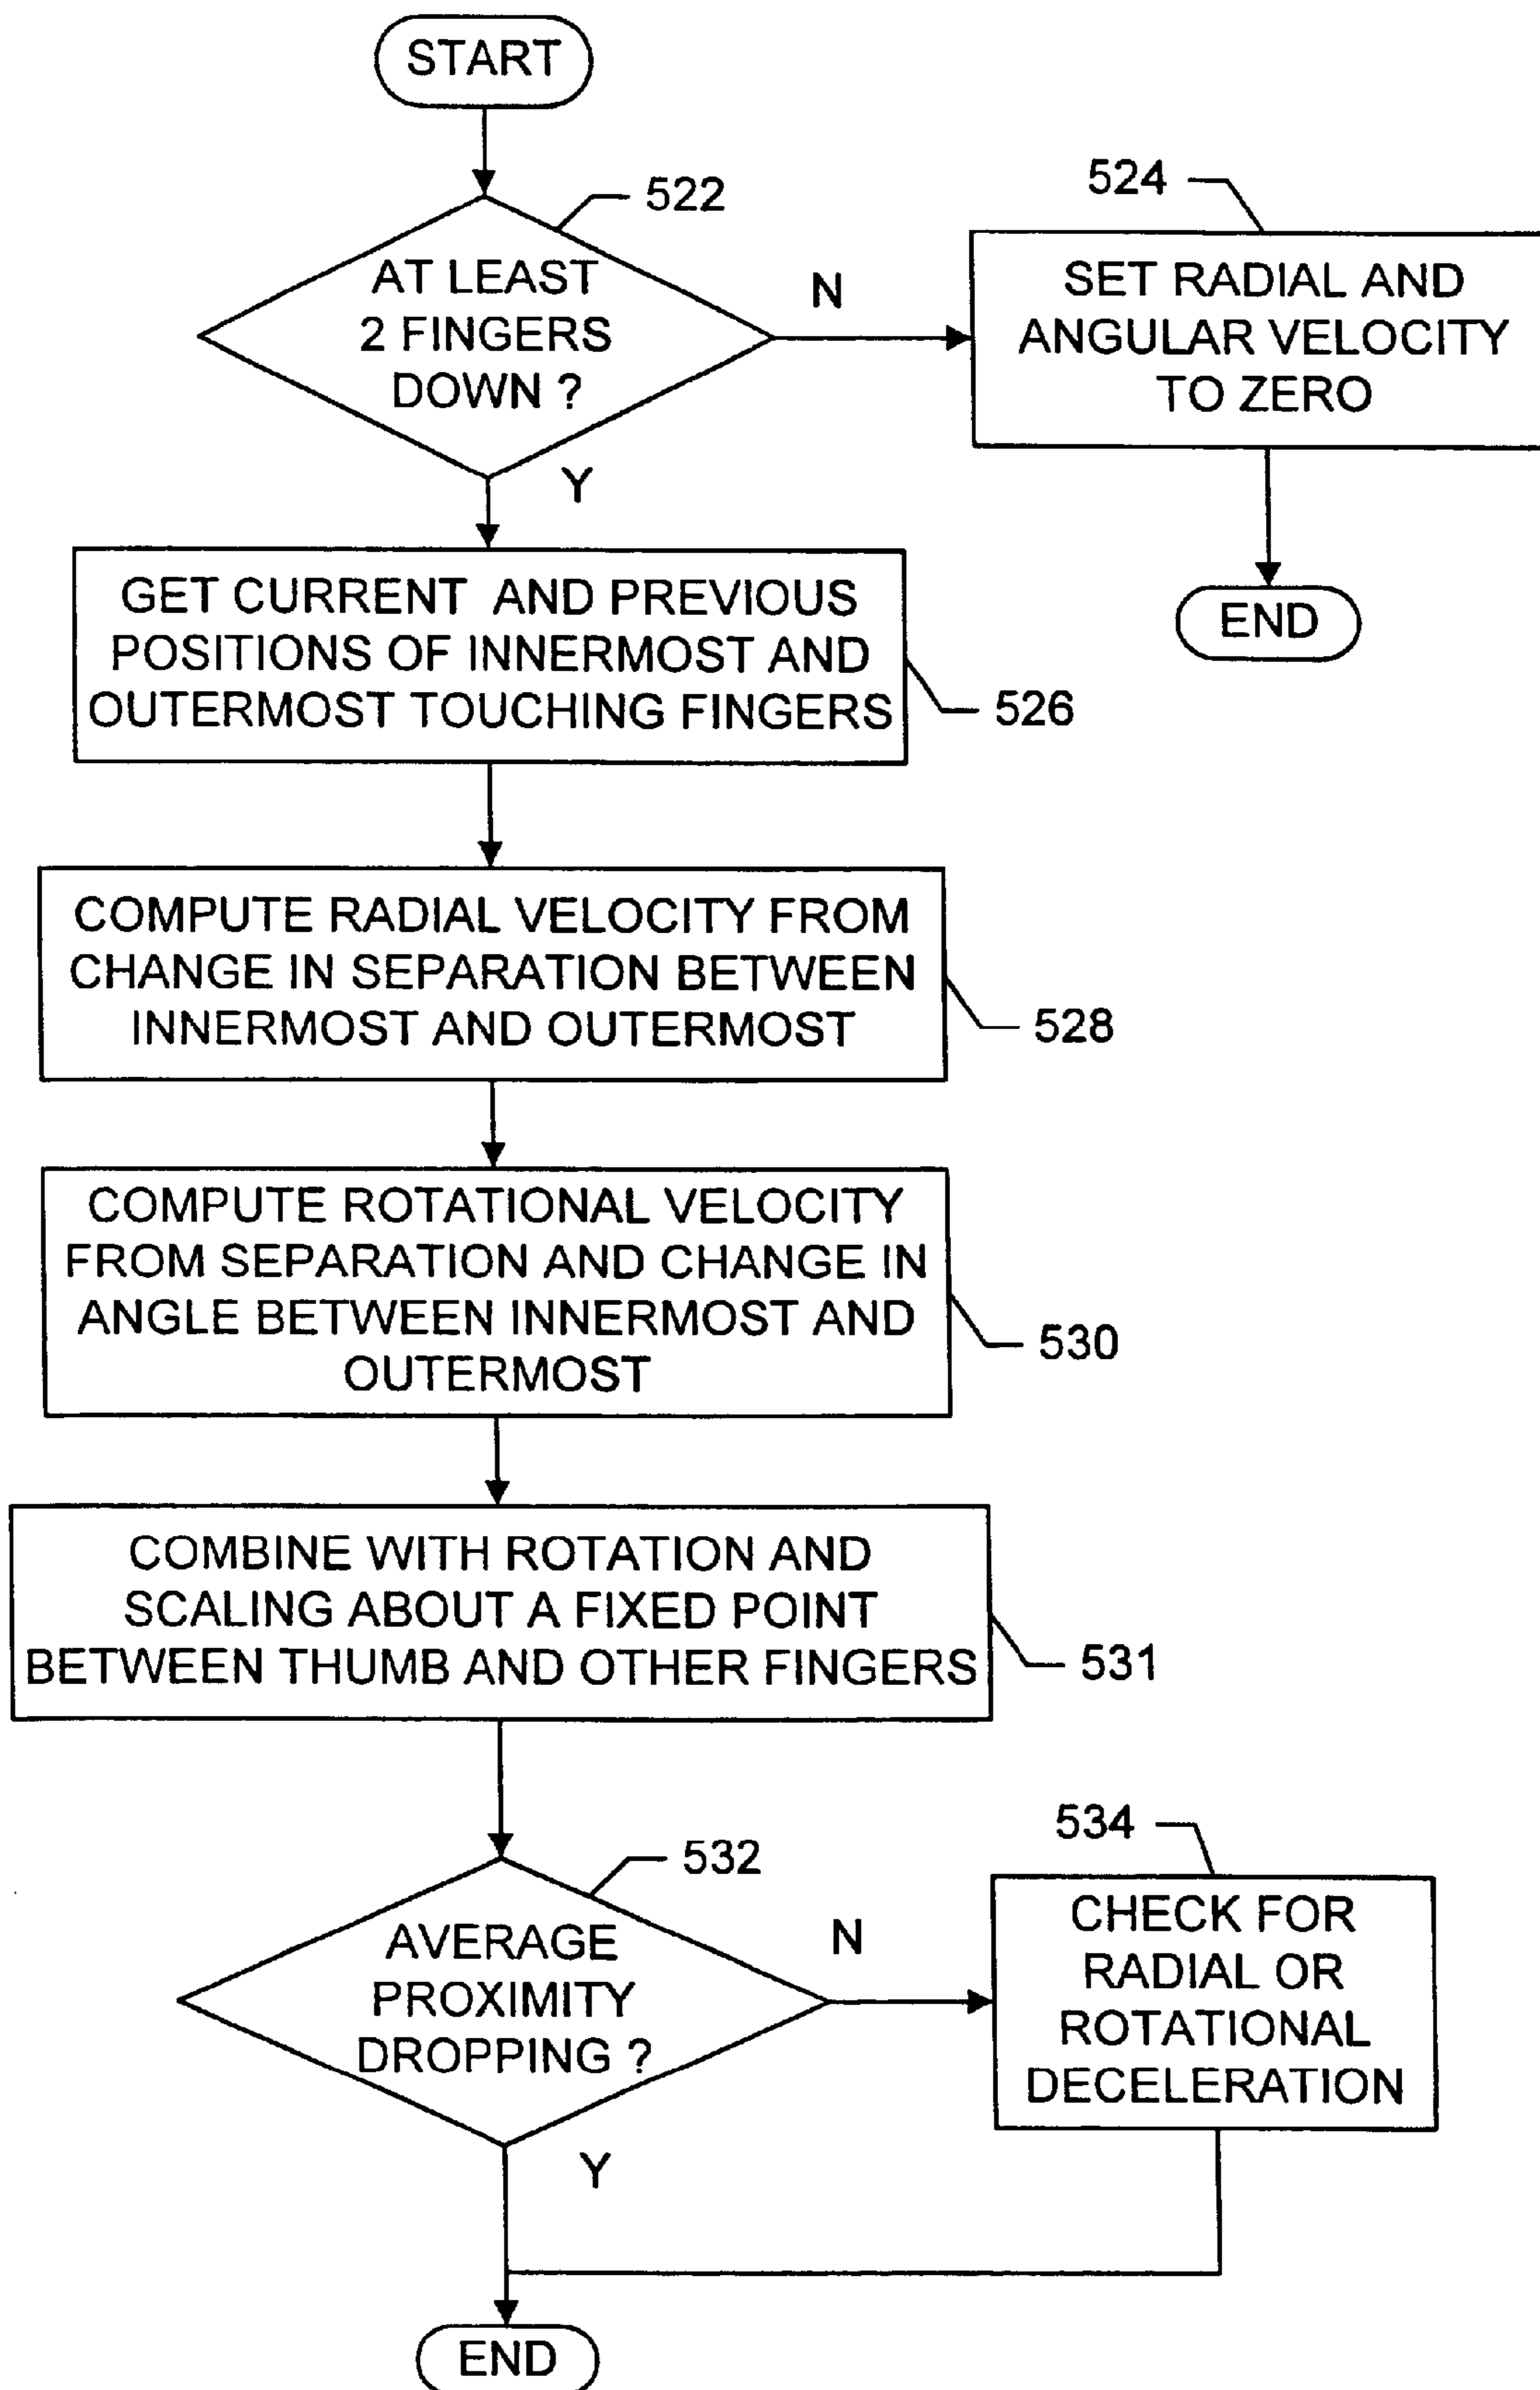 START
522
AT LEAST
2 FINGERS
DOWN ?
N
Y
524
SET RADIAL AND
ANGULAR VELOCITY
TO ZERO
END
GET CURRENT AND PREVIOUS
POSITIONS OF INNERMOST AND
OUTERMOST TOUCHING FINGERS
526
COMPUTE RADIAL VELOCITY FROM
CHANGE IN SEPARATION BETWEEN
INNERMOST AND OUTERMOST
528
COMPUTE ROTATIONAL VELOCITY
FROM SEPARATION AND CHANGE IN
ANGLE BETWEEN INNERMOST AND
OUTERMOST
530
COMBINE WITH ROTATION AND
SCALING ABOUT A FIXED POINT
BETWEEN THUMB AND OTHER FINGERS
531
532
AVERAGE
PROXIMITY
DROPPING ?
N
Y
534
CHECK FOR
RADIAL OR
ROTATIONAL
DECELERATION
END